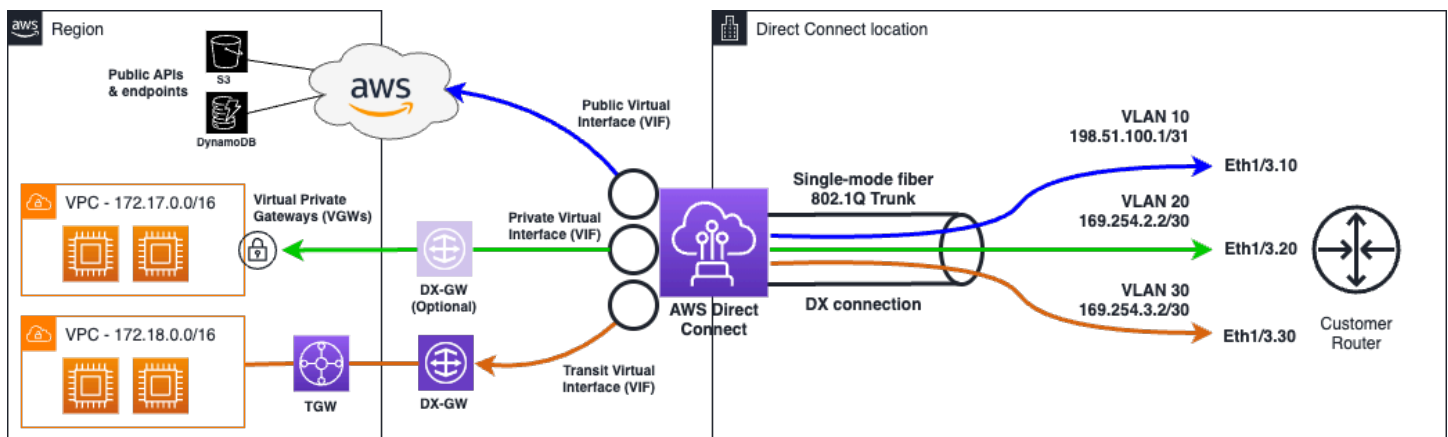 aws
Region
Direct Connect location
Public APIs
& endpoints
S3
DynamoDB
aws
Public Virtual
Interface (VIF)
VLAN 10
198.51.100.1/31
Eth1/3.10
VPC - 172.17.0.0/16
Virtual Private
Gateways (VGWs)
Private Virtual
Interface (VIF)
DX-GW
(Optional)
Single-mode fiber
802.1Q Trunk
VLAN 20
169.254.2.2/30
Eth1/3.20
AWS Direct
Connect
DX connection
VLAN 30
169.254.3.2/30
Eth1/3.30
Customer
Router
VPC - 172.18.0.0/16
TGW
DX-GW
Transit Virtual
Interface (VIF)